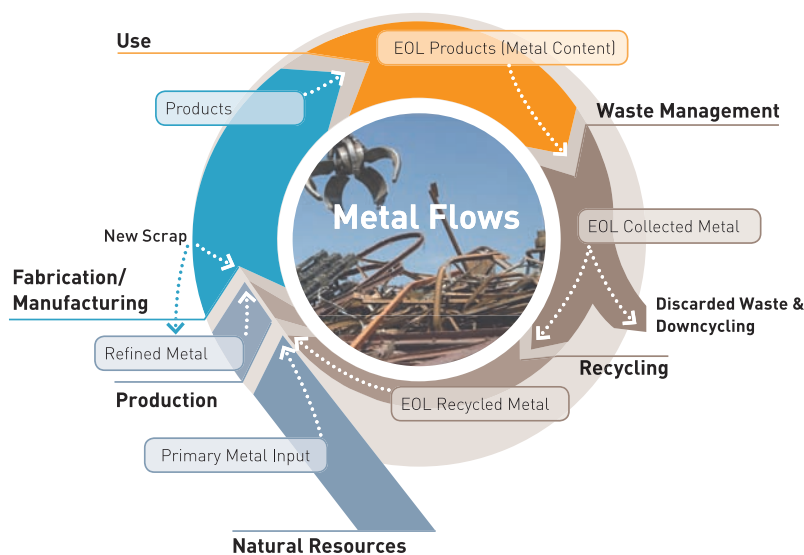 Use
EOL Products (Metal Content)
Products
Waste Management
Metal Flows
New Scrap
EOL Collected Metal
Fabrication/
Manufacturing
Discarded Waste &
Downcycling
Refined Metal
Recycling
Production
EOL Recycled Metal
Primary Metal Input
Natural Resources